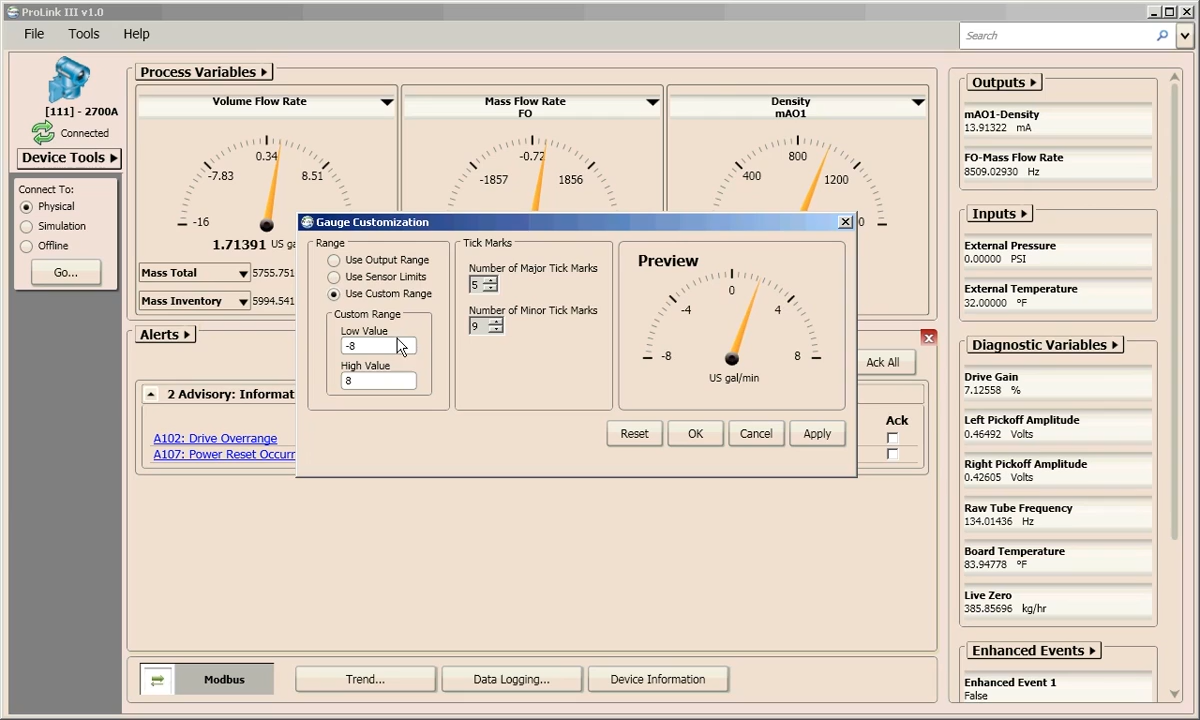 ProLink III v1.0
File Tools Help
Search
[111] - 2700A
Connected
Device Tools
Connect To:
Physical
Simulation
Offline
Go...
Process Variables
Volume Flow Rate
-16
-7.83
0.34
8.51
1.71391 US ga
Mass Total 5755.751
Mass Inventory 5994.541
Mass Flow Rate
FO
-1857
-0.72
1856
Density
mAO1
400
800
1200
0
Gauge Customization
Range
Use Output Range
Use Sensor Limits
Use Custom Range
Custom Range
Low Value
-8
High Value
8
Tick Marks
Number of Major Tick Marks
5
Number of Minor Tick Marks
9
Preview
-8
-4
0
4
8
US gal/min
Reset OK Cancel Apply
Alerts
Ack All
2 Advisory: Informat
Ack
A102: Drive Overrange
A107: Power Reset Occurr
Modbus
Trend... Data Logging... Device Information
Outputs
mAO1-Density
13.91322 mA
FO-Mass Flow Rate
8509.02930 Hz
Inputs
External Pressure
0.00000 PSI
External Temperature
32.00000 °F
Diagnostic Variables
Drive Gain
7.12558 %
Left Pickoff Amplitude
0.46492 Volts
Right Pickoff Amplitude
0.42605 Volts
Raw Tube Frequency
134.01436 Hz
Board Temperature
83.94778 °F
Live Zero
385.85696 kg/hr
Enhanced Events
Enhanced Event 1
False